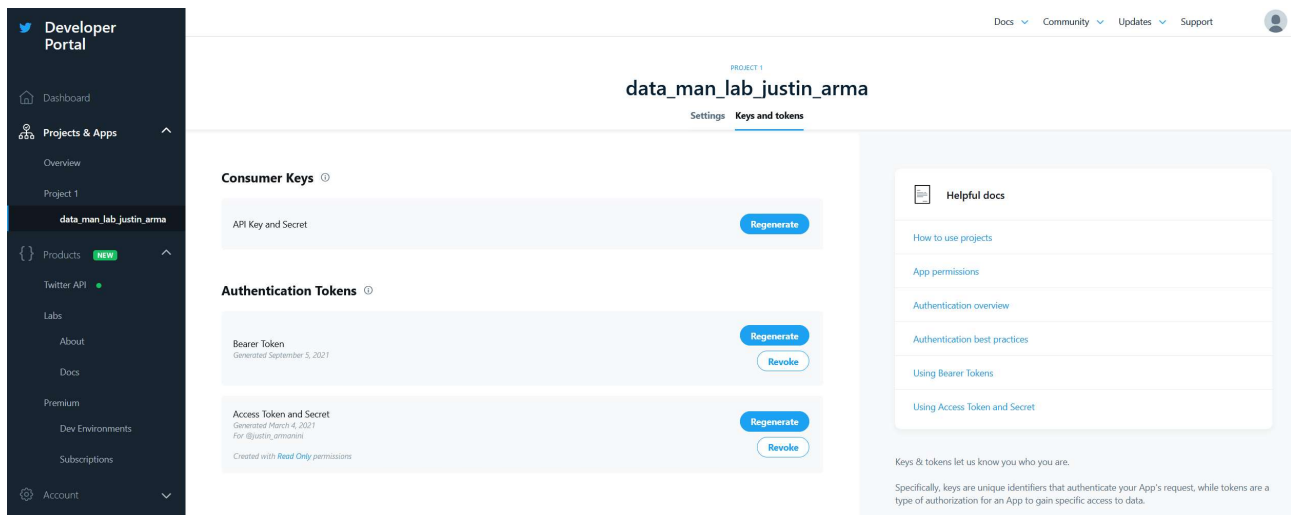 Developer
Portal
Dashboard
Projects & Apps
Overview
Project 1
data_man_lab_justin_arma
{ } Products NEW
Twitter API
Labs
About
Docs
Premium
Dev Environments
Subscriptions
Account
Docs
Community
Updates
Support
PROJECT 1
data_man_lab_justin_arma
Settings
Keys and tokens
Consumer Keys
API Key and Secret
Regenerate
Authentication Tokens
Bearer Token
Generated September 5, 2021
Regenerate
Revoke
Access Token and Secret
Generated March 4, 2021
For @justin_armanini
Created with Read Only permissions
Regenerate
Revoke
Helpful docs
How to use projects
App permissions
Authentication overview
Authentication best practices
Using Bearer Tokens
Using Access Token and Secret
Keys & tokens let us know you who you are.
Specifically, keys are unique identifiers that authenticate your App's request, while tokens are a
type of authorization for an App to gain specific access to data.